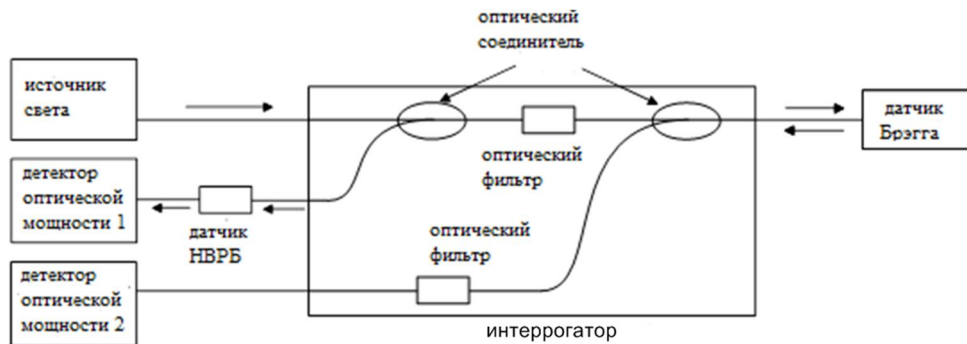 оптический
соединитель
источник
света
датчик
Брэгга
оптический
фильтр
детектор
оптической
мощности 1
датчик
НВРБ
оптический
фильтр
детектор
оптической
мощности 2
интеррогатор